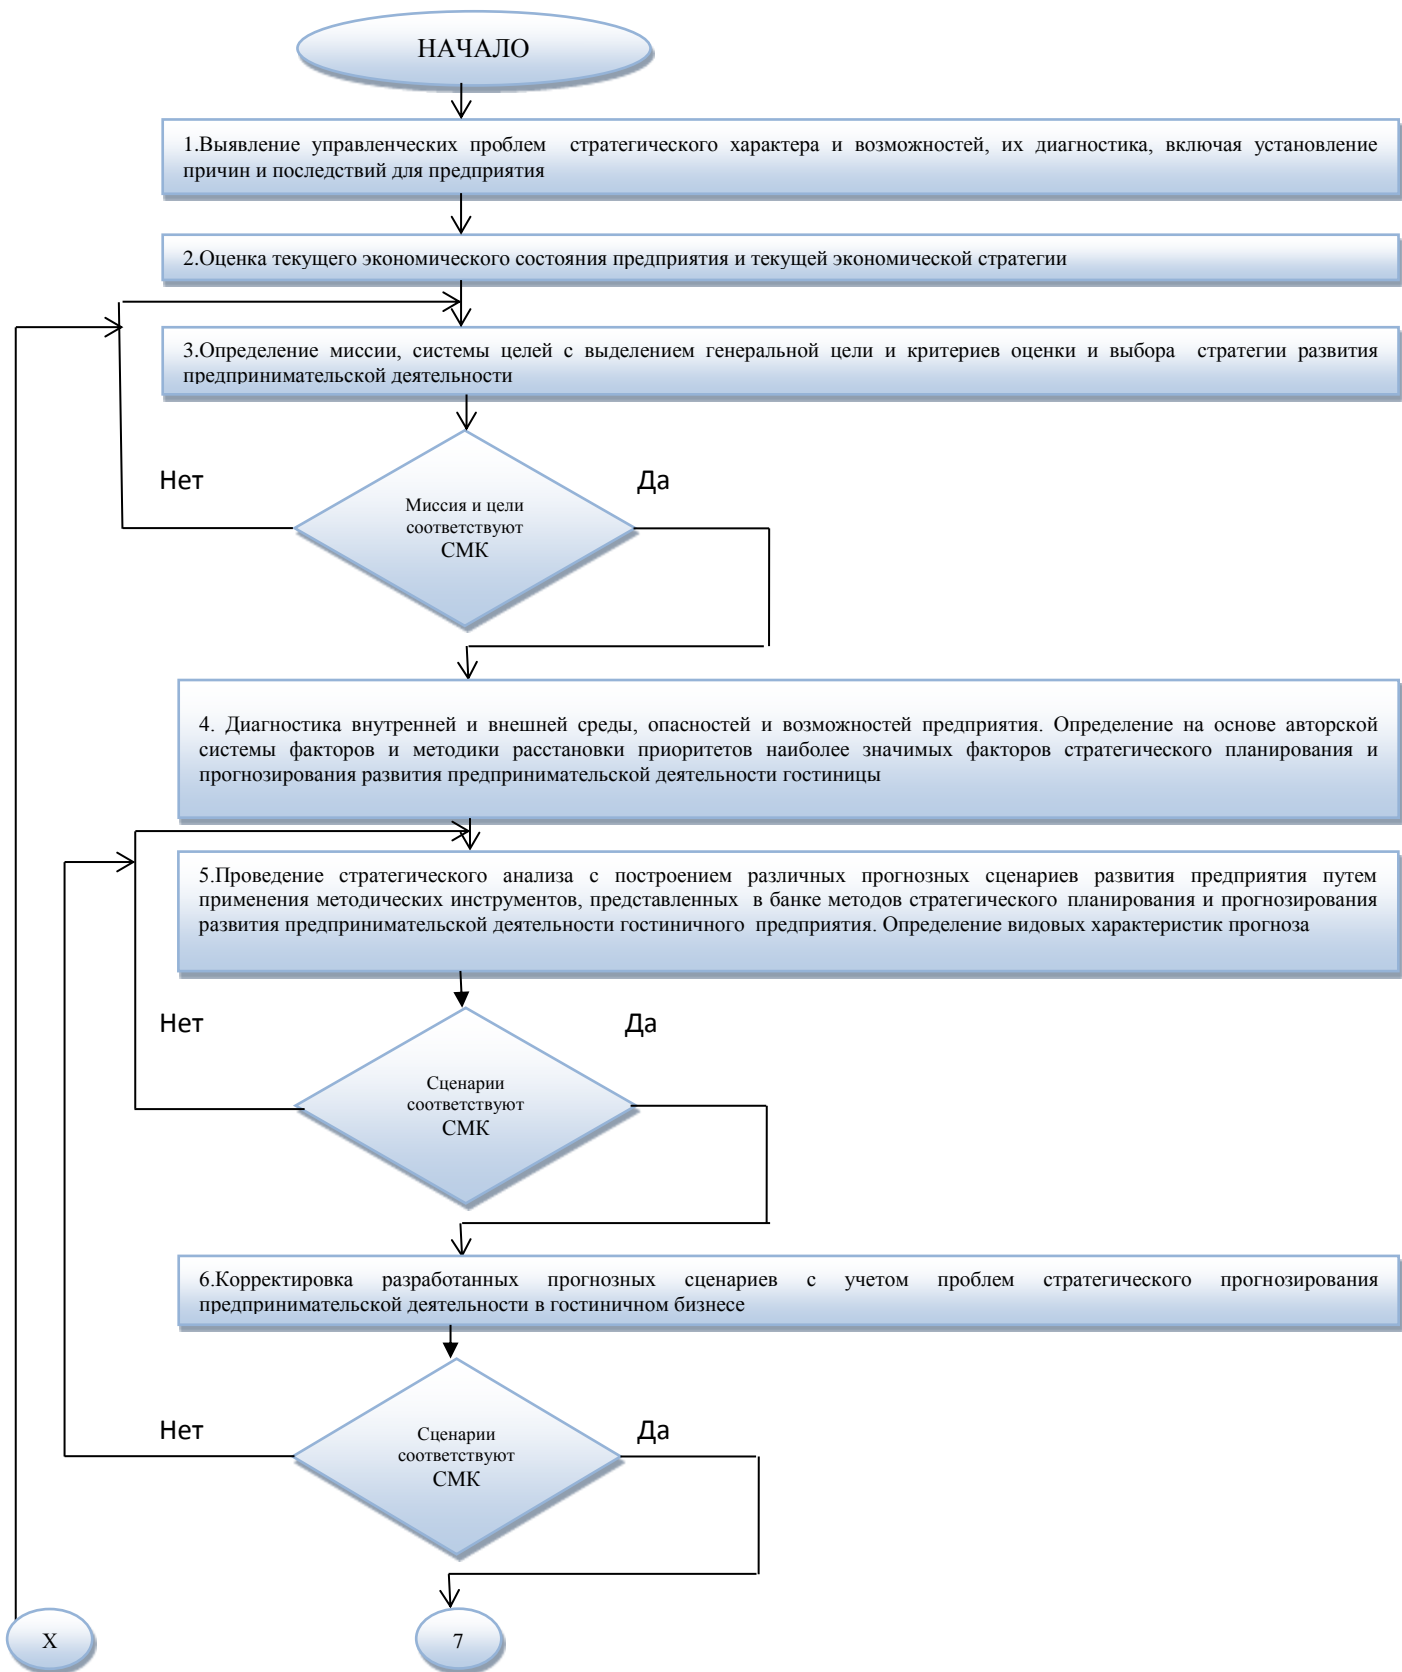 НАЧАЛО
1.Выявление управленческих проблем стратегического характера и возможностей, их диагностика, включая установление
причин и последствий для предприятия
2.Оценка текущего экономического состояния предприятия и текущей экономической стратегии
3.Определение миссии, системы целей с выделением генеральной цели и критериев оценки и выбора стратегии развития
предпринимательской деятельности
Нет
Да
Миссия и цели
соответствуют
СМК
4. Диагностика внутренней и внешней среды, опасностей и возможностей предприятия. Определение на основе авторской
системы факторов и методики расстановки приоритетов наиболее значимых факторов стратегического планирования и
прогнозирования развития предпринимательской деятельности гостиницы
5.Проведение стратегического анализа с построением различных прогнозных сценариев развития предприятия путем
применения методических инструментов, представленных в банке методов стратегического планирования и прогнозирования
развития предпринимательской деятельности гостиничного предприятия. Определение видовых характеристик прогноза
Нет
Да
Сценарии
соответствуют
СМК
6.Корректировка разработанных прогнозных сценариев с учетом проблем стратегического прогнозирования
предпринимательской деятельности в гостиничном бизнесе
Нет
Да
Сценарии
соответствуют
СМК
Х
7